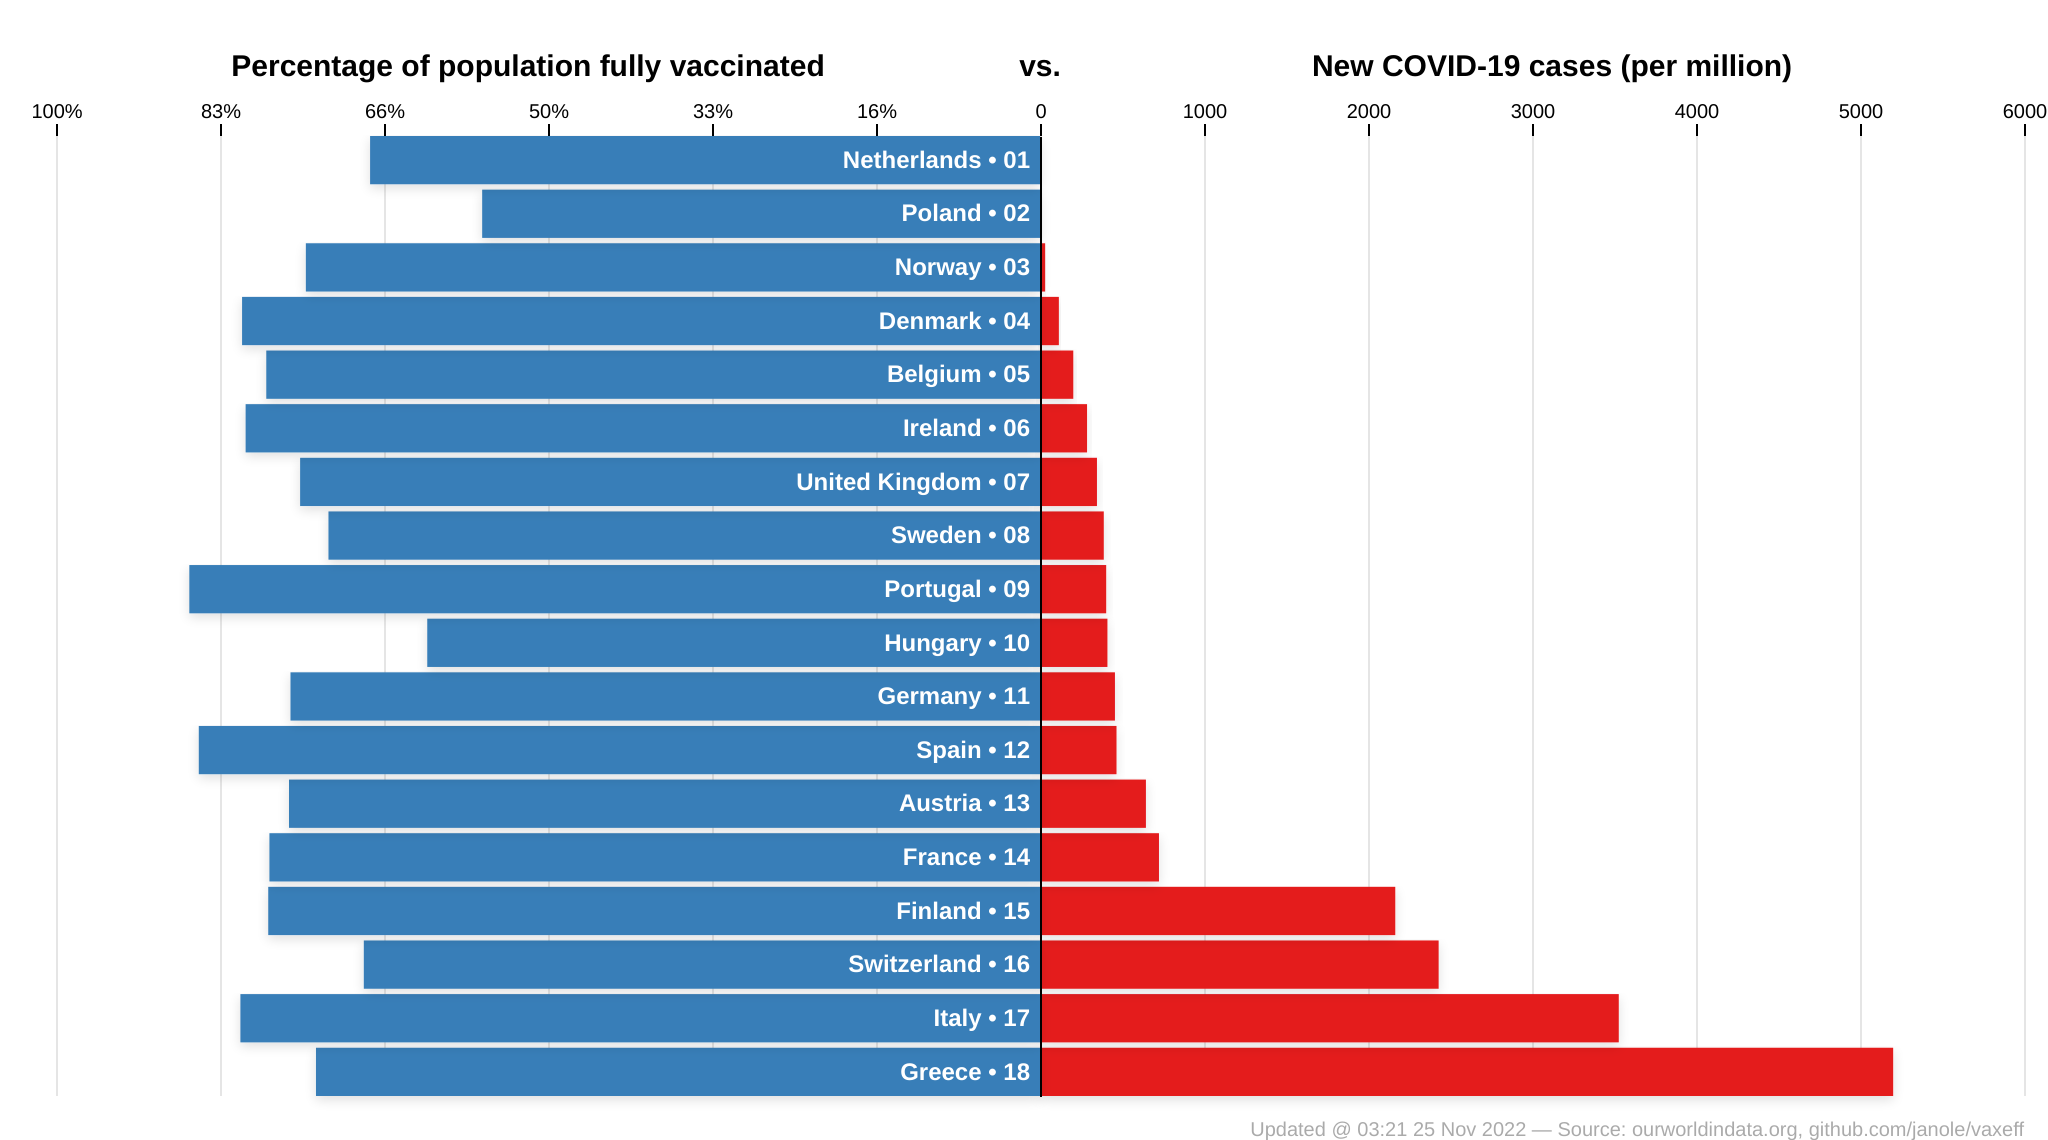 Percentage of population fully vaccinated vs. New COVID-19 cases (per million)
100% 83% 66% 50% 33% 16% 0 1000 2000 3000 4000 5000 6000
Netherlands • 01
Poland • 02
Norway • 03
Denmark • 04
Belgium • 05
Ireland • 06
United Kingdom • 07
Sweden • 08
Portugal • 09
Hungary • 10
Germany • 11
Spain • 12
Austria • 13
France • 14
Finland • 15
Switzerland • 16
Italy • 17
Greece • 18
Updated @ 03:21 25 Nov 2022 — Source: ourworldindata.org, github.com/janole/vaxeff